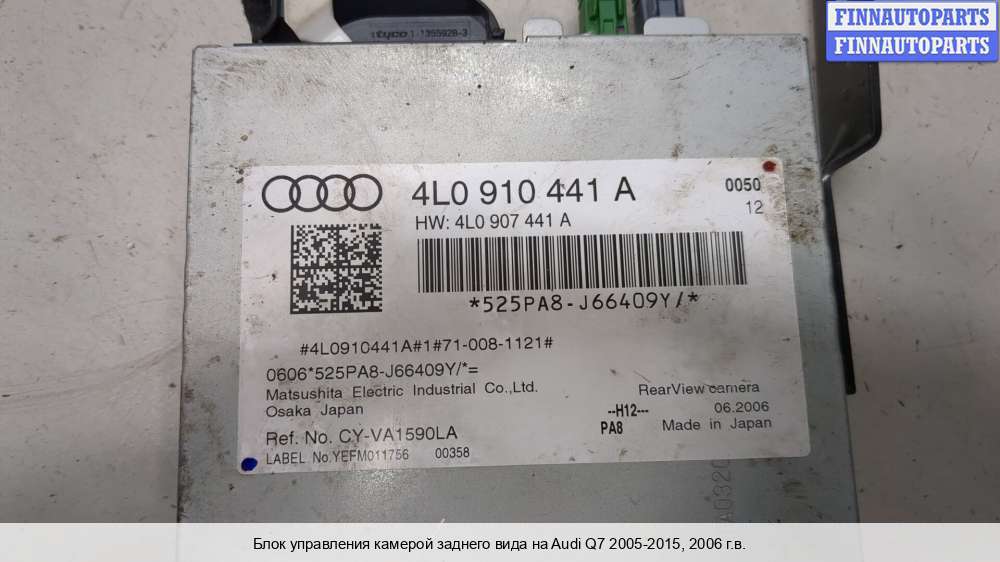 FINNAUTOPARTS
FINNAUTOPARTS
tyco 1-1355928-3
4L0 910 441 A
0050
HW: 4L0 907 441 A
12
*525PA8-J66409Y/*
#4L0910441A#1#71-008-1121#
0606*525PA8-J66409Y/*=
Matsushita Electric Industrial Co.,Ltd.
Osaka Japan
RearView camera
--H12---
06.2006
PA8
Made in Japan
Ref. No. CY-VA1590LA
LABEL No.YEFM011756
00358
Блок управления камерой заднего вида на Audi Q7 2005-2015, 2006 г.в.